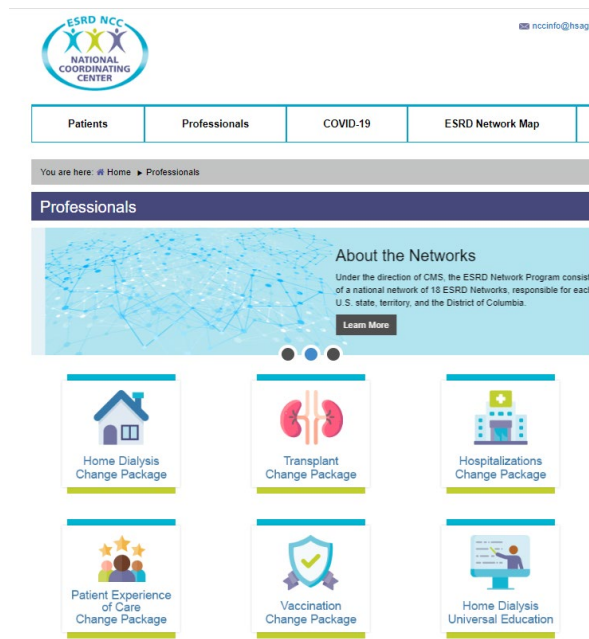 ESRD NCC
NATIONAL
COORDINATING
CENTER
nccinfo@hsag
Patients
Professionals
COVID-19
ESRD Network Map
You are here: Home ▸ Professionals
Professionals
About the Networks
Under the direction of CMS, the ESRD Network Program consist
of a national network of 18 ESRD Networks, responsible for each
U.S. state, territory, and the District of Columbia.
Learn More
Home Dialysis
Change Package
Transplant
Change Package
Hospitalizations
Change Package
Patient Experience
of Care
Change Package
Vaccination
Change Package
Home Dialysis
Universal Education